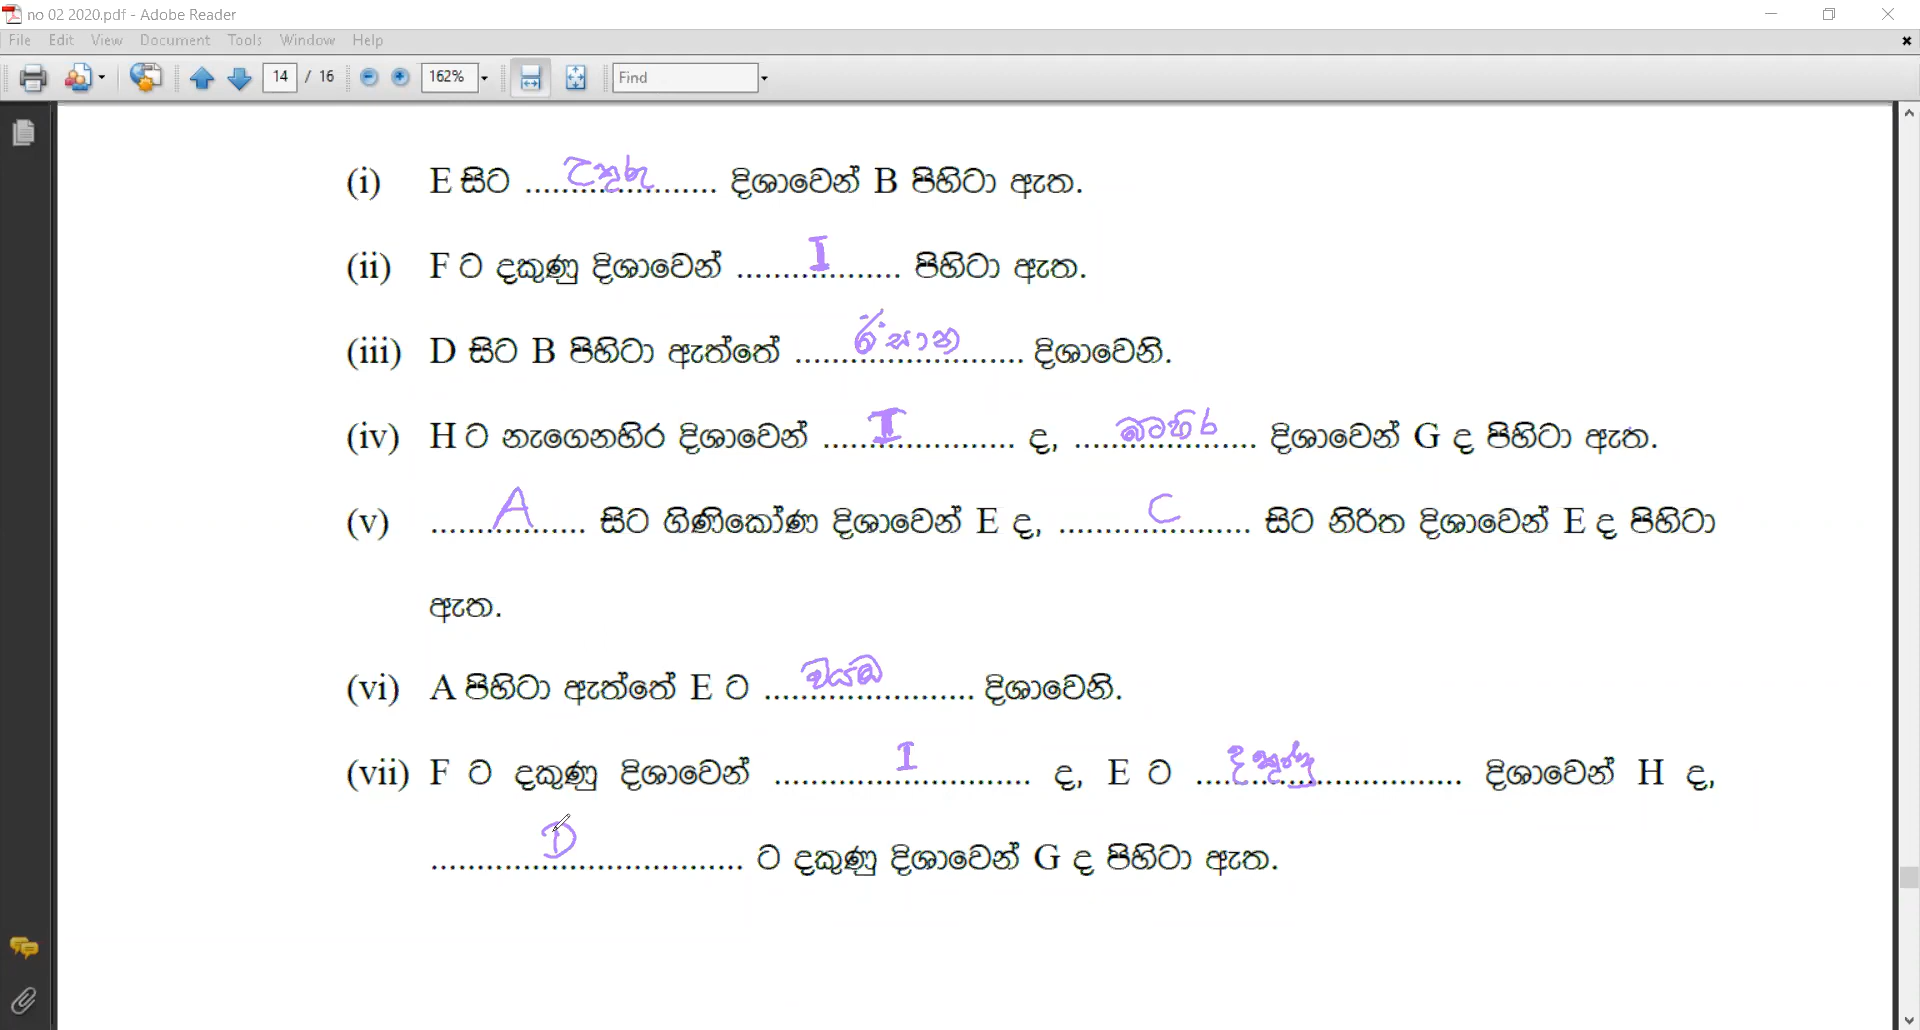 no 02 2020.pdf - Adobe Reader
File Edit View Document Tools Window Help
14 / 16 162% Find
(i) E සිට ..... උතුරු ..... දිශාවෙන් B පිහිටා ඇත.
(ii) F ට දකුණු දිශාවෙන් ..... I ..... පිහිටා ඇත.
(iii) D සිට B පිහිටා ඇත්තේ ..... ඊසාන ..... දිශාවෙනි.
(iv) H ට නැගෙනහිර දිශාවෙන් ..... I ..... ද, ..... බටහිර ..... දිශාවෙන් G ද පිහිටා ඇත.
(v) ..... A ..... සිට ගිණිකෝණ දිශාවෙන් E ද, ..... C ..... සිට නිරිත දිශාවෙන් E ද පිහිටා
ඇත.
(vi) A පිහිටා ඇත්තේ E ට ..... වයඹ ..... දිශාවෙනි.
(vii) F ට දකුණු දිශාවෙන් ..... I ..... ද, E ට ..... දකුණු ..... දිශාවෙන් H ද,
..... D ..... ට දකුණු දිශාවෙන් G ද පිහිටා ඇත.